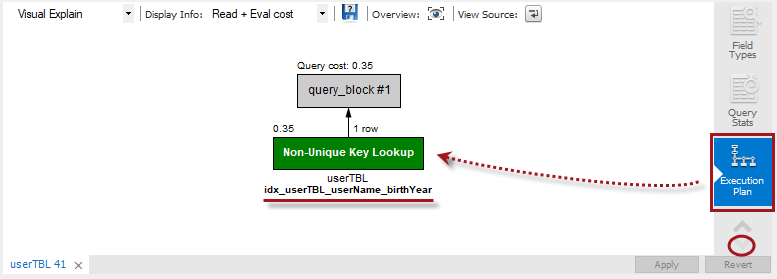 Visual Explain Display Info: Read + Eval cost Overview: View Source:
Field
Types
Query cost: 0.35
query_block #1
Query
Stats
0.35 1 row
Non-Unique Key Lookup
userTBL
idx_userTBL_userName_birthYear
Execution
Plan
userTBL 41 Apply Revert